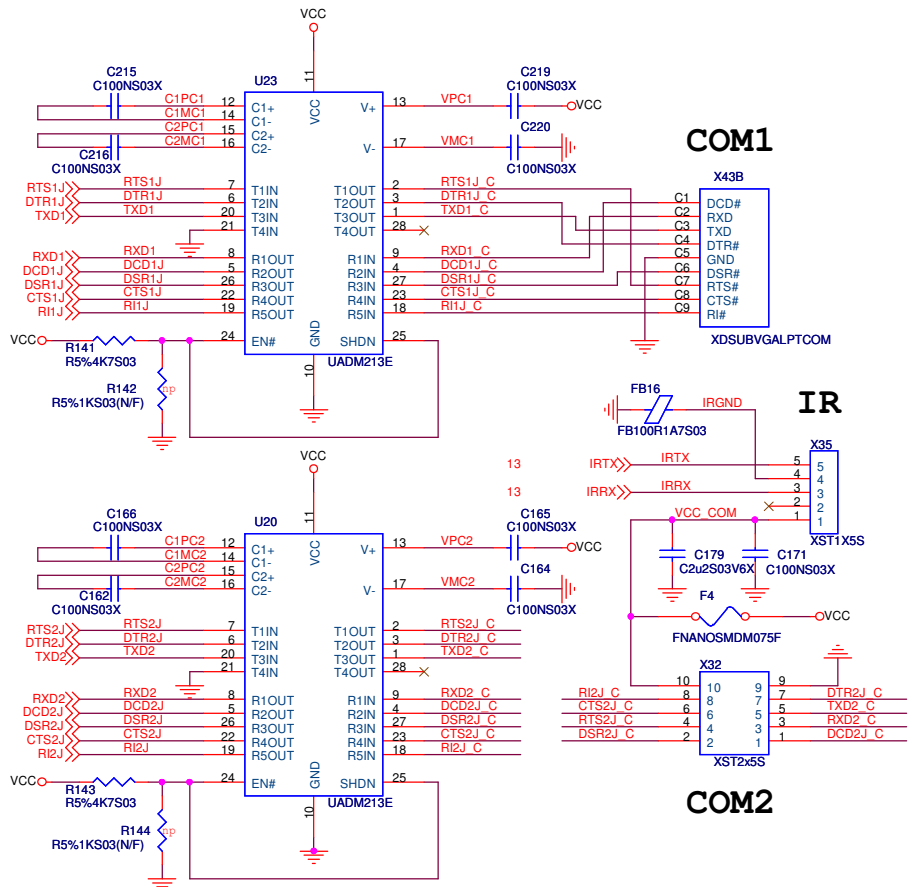 VCC
C215
C100NS03X
C1PC1
C1MC1
C2PC1
C2MC1
C216
C100NS03X
U23
11
VCC
12 C1+
14 C1-
15 C2+
16 C2-
V+ 13 VPC1
V- 17 VMC1
C219
C100NS03X
VCC
C220
C100NS03X
COM1
RTS1J RTS1J 7 T1IN
DTR1J DTR1J 6 T2IN
TXD1 TXD1 20 T3IN
21 T4IN
T1OUT 2 RTS1J_C
T2OUT 3 DTR1J_C
T3OUT 1 TXD1_C
T4OUT 28
RXD1 RXD1 8 R1OUT
DCD1J DCD1J 5 R2OUT
DSR1J DSR1J 26 R3OUT
CTS1J CTS1J 22 R4OUT
RI1J RI1J 19 R5OUT
R1IN 9 RXD1_C
R2IN 4 DCD1J_C
R3IN 27 DSR1J_C
R4IN 23 CTS1J_C
R5IN 18 RI1J_C
X43B
C1 DCD#
C2 RXD
C3 TXD
C4 DTR#
C5 GND
C6 DSR#
C7 RTS#
C8 CTS#
C9 RI#
XDSUBVGALPTCOM
VCC
R141
R5%4K7S03
24 EN#
GND
SHDN 25
10
UADM213E
R142
R5%1KS03(N/F)
np
FB16
FB100R1A7S03
IRGND
IR
X35
13 IRTX IRTX 5 5
4 4
13 IRRX IRRX 3 3
2 2
VCC_COM 1 1
XST1X5S
C179
C2u2S03V6X
C171
C100NS03X
F4
FNANOSMDM075F
VCC
VCC
C166
C100NS03X
C1PC2
C1MC2
C2PC2
C2MC2
C162
C100NS03X
U20
11
VCC
12 C1+
14 C1-
15 C2+
16 C2-
V+ 13 VPC2
V- 17 VMC2
C165
C100NS03X
VCC
C164
C100NS03X
RTS2J RTS2J 7 T1IN
DTR2J DTR2J 6 T2IN
TXD2 TXD2 20 T3IN
21 T4IN
T1OUT 2 RTS2J_C
T2OUT 3 DTR2J_C
T3OUT 1 TXD2_C
T4OUT 28
RXD2 RXD2 8 R1OUT
DCD2J DCD2J 5 R2OUT
DSR2J DSR2J 26 R3OUT
CTS2J CTS2J 22 R4OUT
RI2J RI2J 19 R5OUT
R1IN 9 RXD2_C
R2IN 4 DCD2J_C
R3IN 27 DSR2J_C
R4IN 23 CTS2J_C
R5IN 18 RI2J_C
X32
10 10 9 9
RI2J_C 8 8 7 7 DTR2J_C
CTS2J_C 6 6 5 5 TXD2_C
RTS2J_C 4 4 3 3 RXD2_C
DSR2J_C 2 2 1 1 DCD2J_C
XST2x5S
COM2
VCC
R143
R5%4K7S03
24 EN#
GND
SHDN 25
10
UADM213E
R144
R5%1KS03(N/F)
np